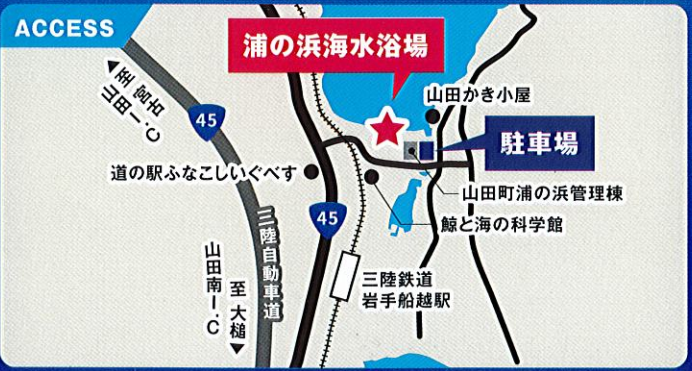 ACCESS
浦の浜海水浴場
至 宮古
山田I.C
45
山田かき小屋
駐車場
道の駅ふなこしいぐべす
山田町浦の浜管理棟
鯨と海の科学館
45
三陸自動車道
山田南I.C
至 大槌
三陸鉄道
岩手船越駅